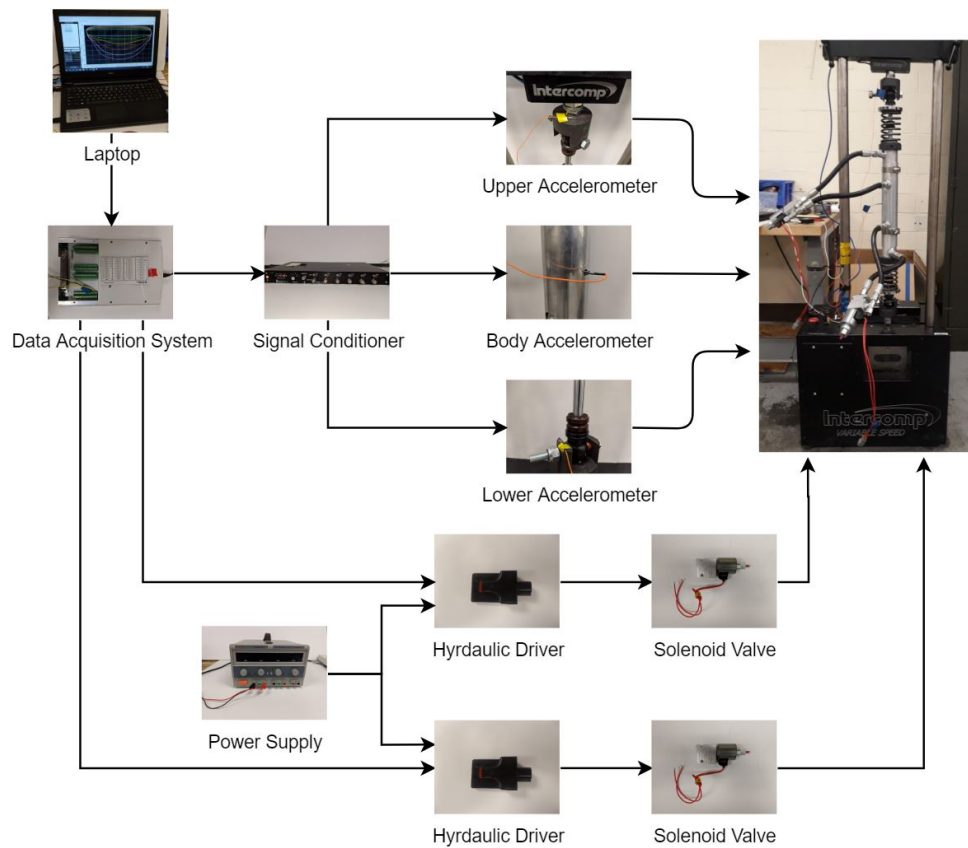 Intercomp
Laptop
Upper Accelerometer
Data Acquisition System
Signal Conditioner
Body Accelerometer
Intercomp
VARIABLE SPEED
Lower Accelerometer
Hyrdaulic Driver
Solenoid Valve
Power Supply
Hyrdaulic Driver
Solenoid Valve